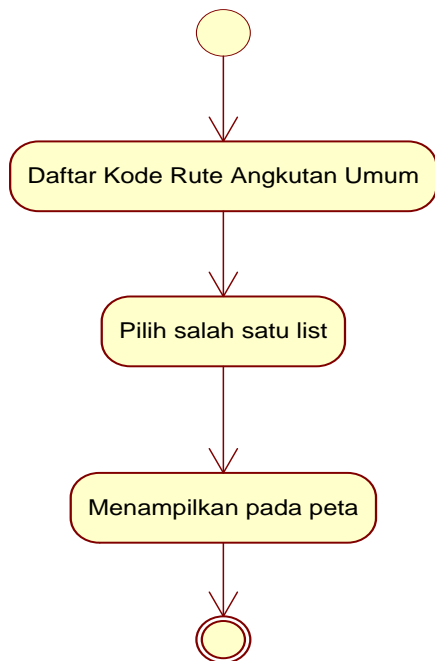 Daftar Kode Rute Angkutan Umum
Pilih salah satu list
Menampilkan pada peta